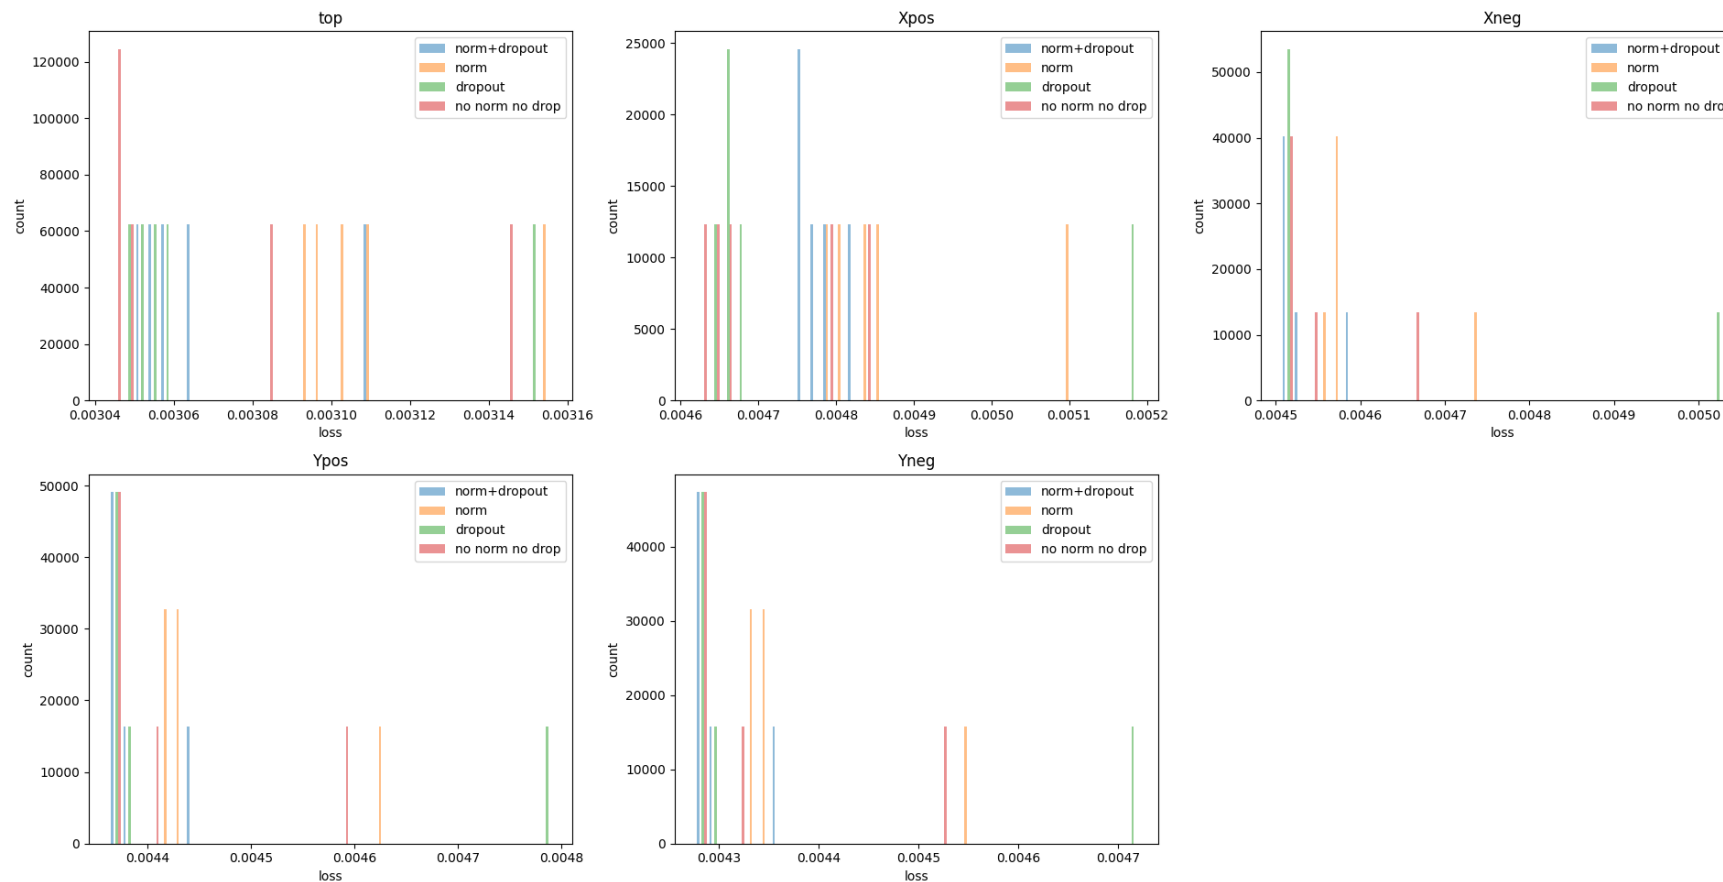 top
120000
100000
80000
60000
40000
20000
0
count
0.00304 0.00306 0.00308 0.00310 0.00312 0.00314 0.00316
loss
norm+dropout
norm
dropout
no norm no drop
Xpos
25000
20000
15000
10000
5000
0
count
0.0046 0.0047 0.0048 0.0049 0.0050 0.0051 0.0052
loss
norm+dropout
norm
dropout
no norm no drop
Xneg
50000
40000
30000
20000
10000
0
count
0.0045 0.0046 0.0047 0.0048 0.0049 0.0050
loss
norm+dropout
norm
dropout
no norm no dro
Ypos
50000
40000
30000
20000
10000
0
count
0.0044 0.0045 0.0046 0.0047 0.0048
loss
norm+dropout
norm
dropout
no norm no drop
Yneg
40000
30000
20000
10000
0
count
0.0043 0.0044 0.0045 0.0046 0.0047
loss
norm+dropout
norm
dropout
no norm no drop